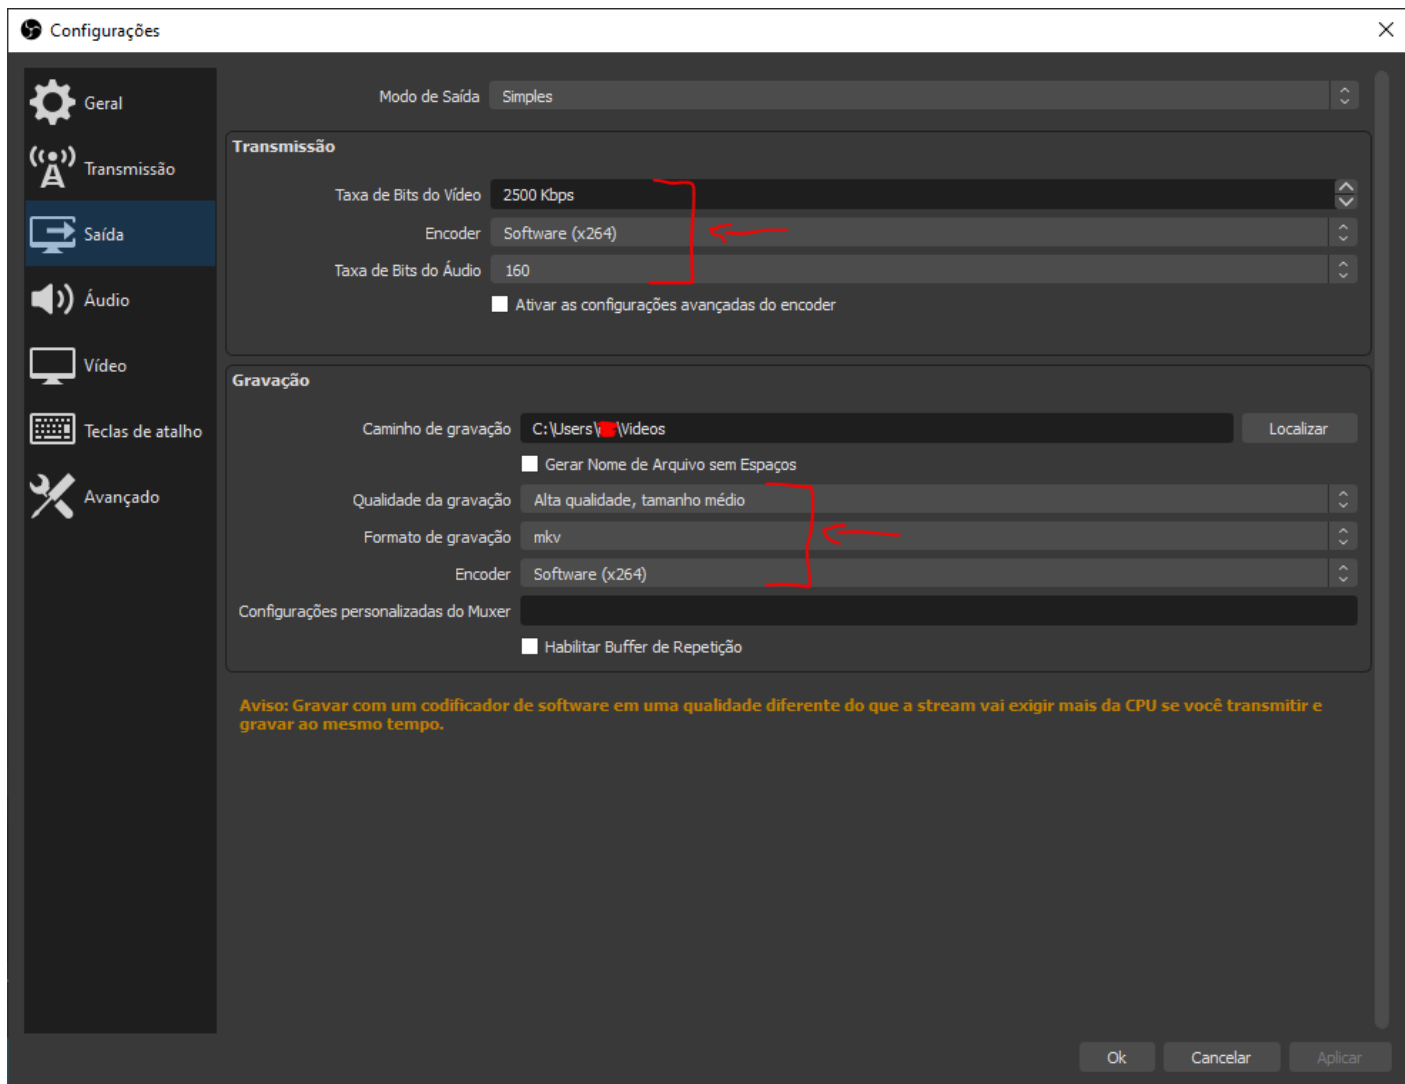 Configurações
Geral
Transmissão
Saída
Áudio
Vídeo
Teclas de atalho
Avançado
Modo de Saída Simples
Transmissão
Taxa de Bits do Vídeo 2500 Kbps
Encoder Software (x264)
Taxa de Bits do Áudio 160
Ativar as configurações avançadas do encoder
Gravação
Caminho de gravação C:\Users\ \Videos Localizar
Gerar Nome de Arquivo sem Espaços
Qualidade da gravação Alta qualidade, tamanho médio
Formato de gravação mkv
Encoder Software (x264)
Configurações personalizadas do Muxer
Habilitar Buffer de Repetição
Aviso: Gravar com um codificador de software em uma qualidade diferente do que a stream vai exigir mais da CPU se você transmitir e
gravar ao mesmo tempo.
Ok Cancelar Aplicar